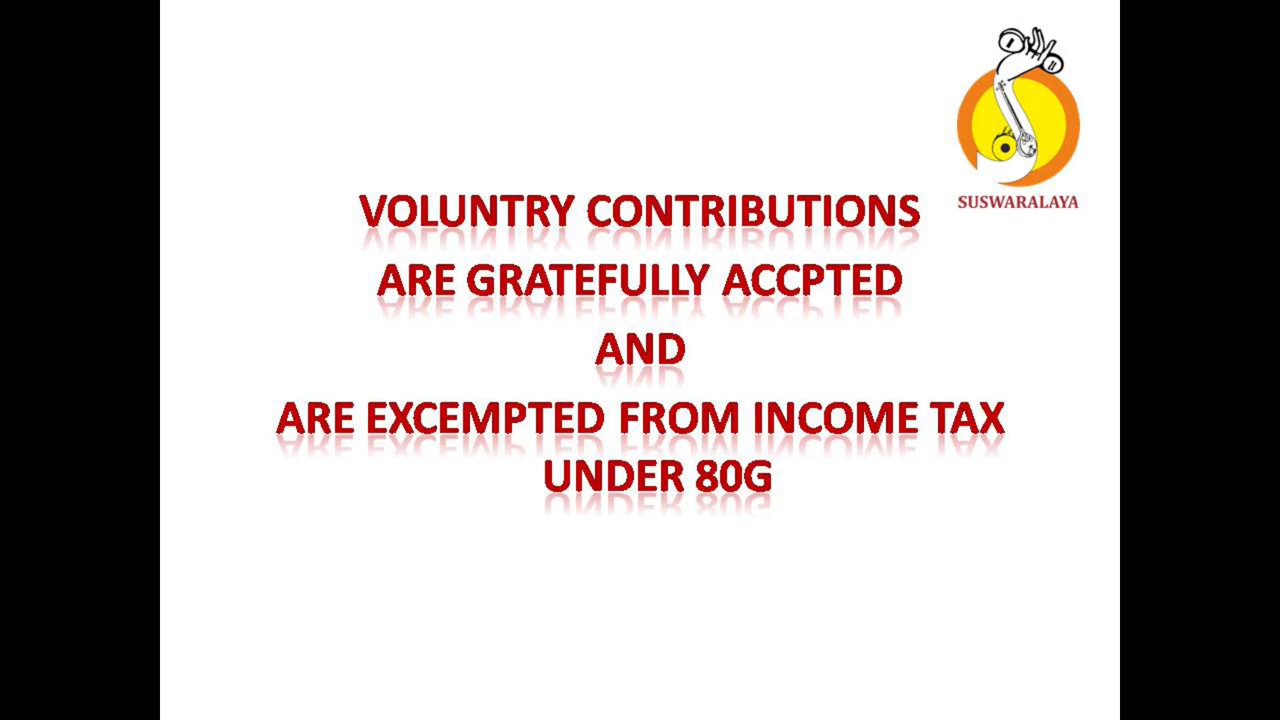 SUSWARALAYA
VOLUNTRY CONTRIBUTIONS
ARE GRATEFULLY ACCPTED
AND
ARE EXCEMPTED FROM INCOME TAX
UNDER 80G